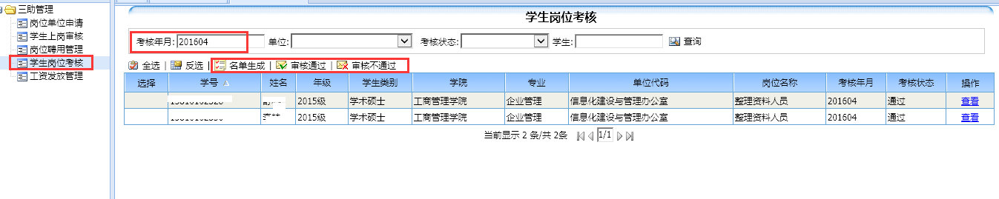 三助管理
岗位单位申请
学生上岗审核
岗位聘用管理
学生岗位考核
工资发放管理
学生岗位考核
考核年月: 201604 单位: 考核状态: 学生: 查询
全选 | 反选 | 名单生成 | 审核通过 | 审核不通过
选择 学号 姓名 年级 学生类别 学院 专业 单位代码 岗位名称 考核年月 考核状态 操作
2015级 学术硕士 工商管理学院 企业管理 信息化建设与管理办公室 整理资料人员 201604 通过 查看
2015级 学术硕士 工商管理学院 企业管理 信息化建设与管理办公室 整理资料人员 201604 通过 查看
当前显示 2 条/共 2条 1/1